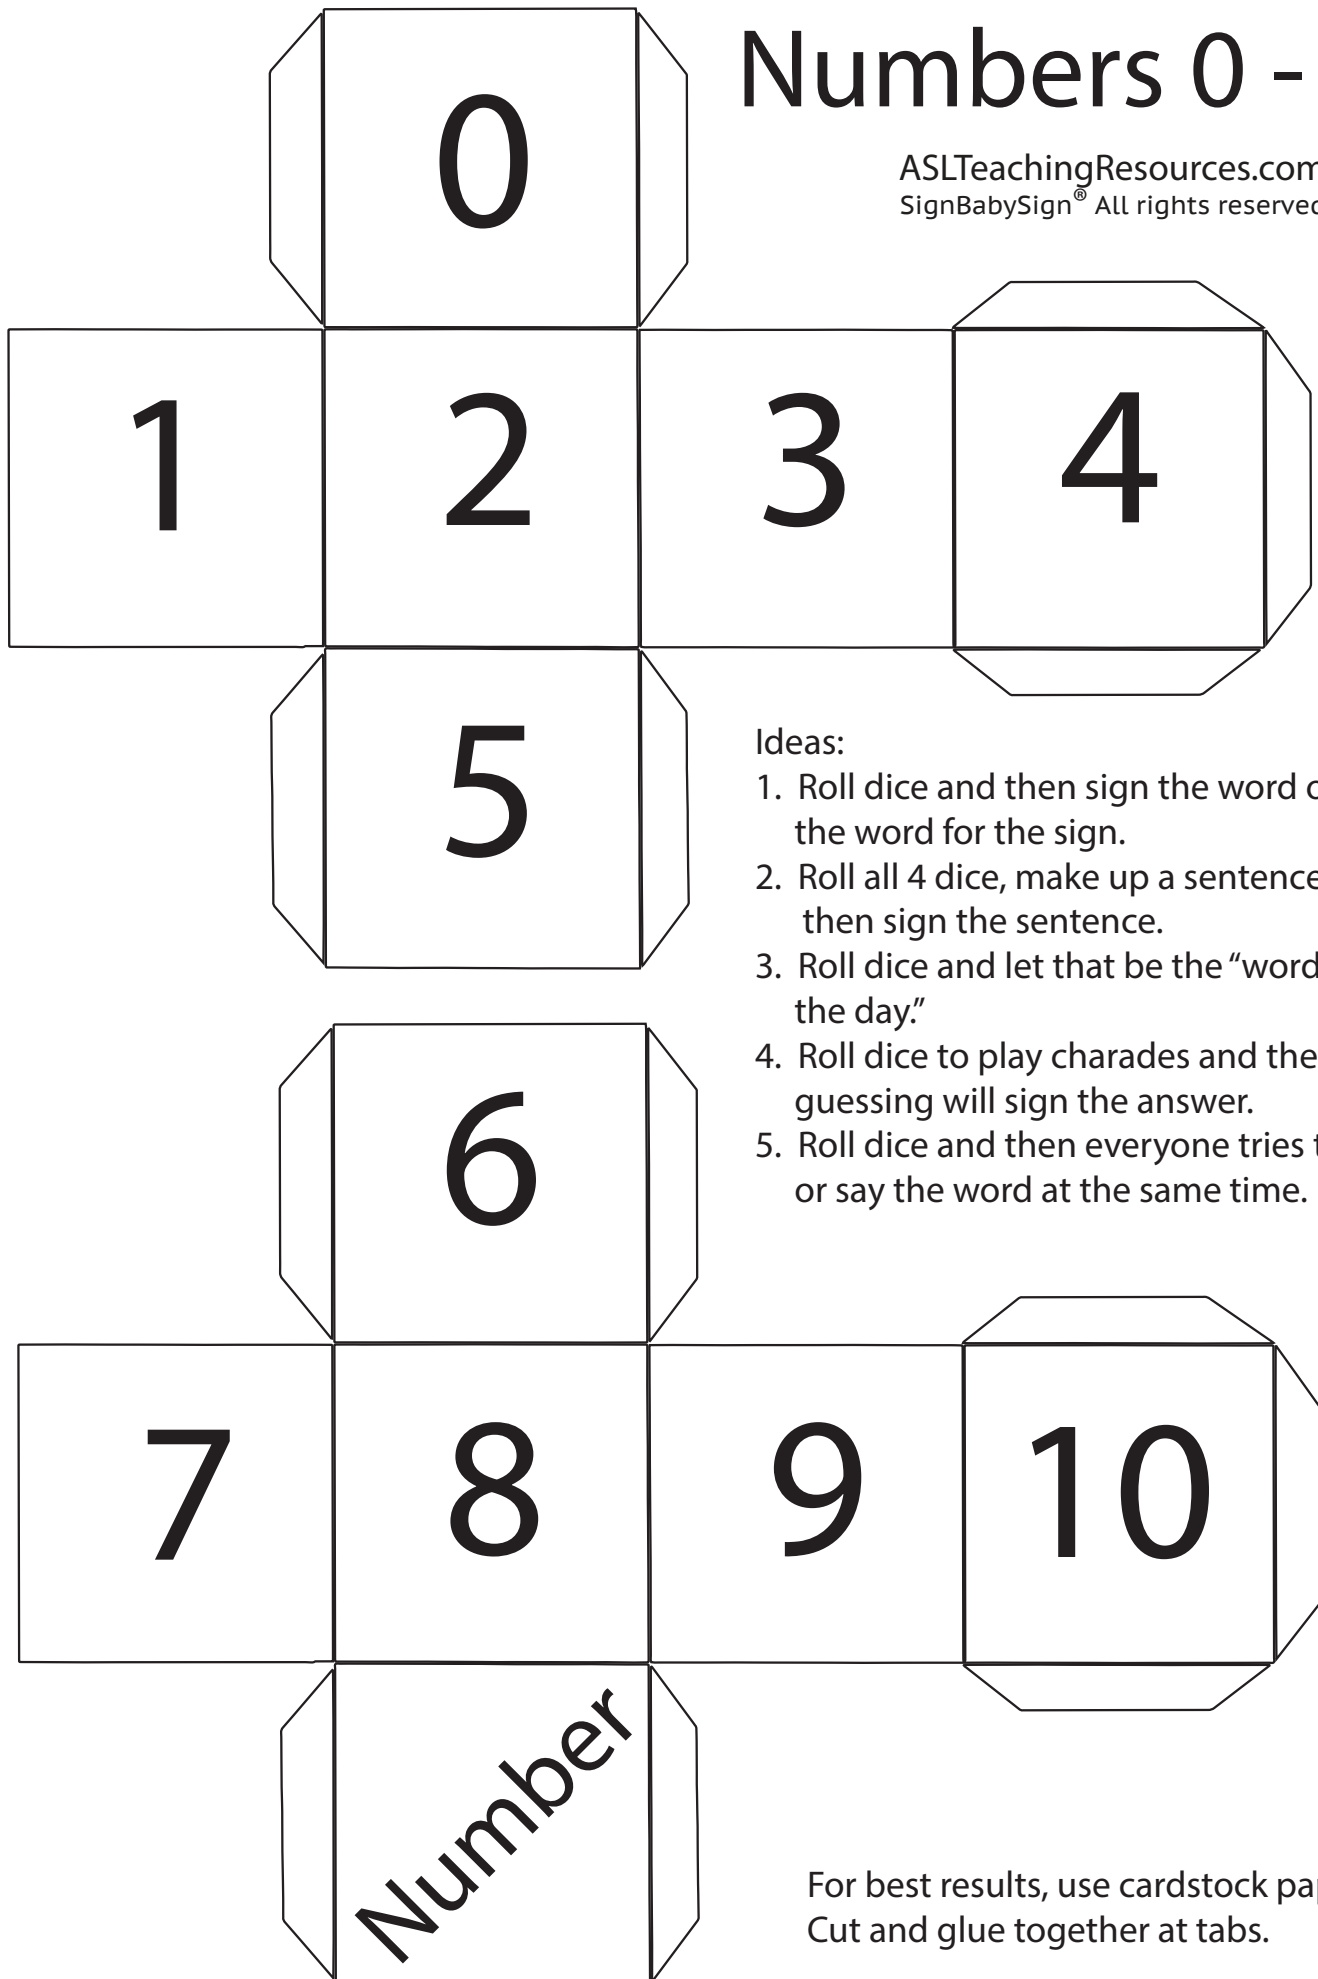 0
Numbers 0 -
ASLTeachingResources.com
SignBabySign® All rights reserved
1 2 3 4
5
Ideas:
1. Roll dice and then sign the word
the word for the sign.
2. Roll all 4 dice, make up a sentence
then sign the sentence.
3. Roll dice and let that be the “word
the day.”
4. Roll dice to play charades and the
guessing will sign the answer.
5. Roll dice and then everyone tries
or say the word at the same time.
6
7 8 9 10
Number
For best results, use cardstock
Cut and glue together at tabs.